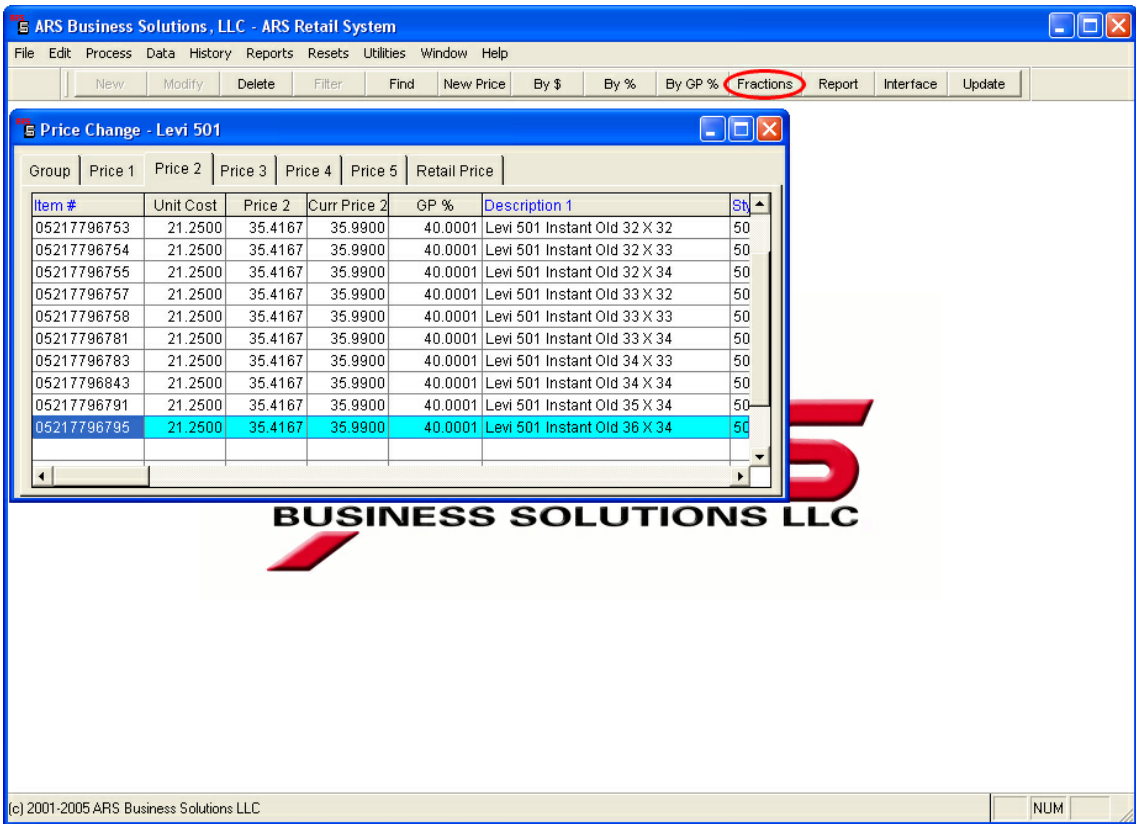 ARS Business Solutions, LLC - ARS Retail System
File Edit Process Data History Reports Resets Utilities Window Help
New Modify Delete Filter Find New Price By $ By % By GP % Fractions Report Interface Update
Price Change - Levi 501
Group Price 1 Price 2 Price 3 Price 4 Price 5 Retail Price
Item # Unit Cost Price 2 Curr Price 2 GP % Description 1 Sty
05217796753 21.2500 35.4167 35.9900 40.0001 Levi 501 Instant Old 32 X 32 50
05217796754 21.2500 35.4167 35.9900 40.0001 Levi 501 Instant Old 32 X 33 50
05217796755 21.2500 35.4167 35.9900 40.0001 Levi 501 Instant Old 32 X 34 50
05217796757 21.2500 35.4167 35.9900 40.0001 Levi 501 Instant Old 33 X 32 50
05217796758 21.2500 35.4167 35.9900 40.0001 Levi 501 Instant Old 33 X 33 50
05217796781 21.2500 35.4167 35.9900 40.0001 Levi 501 Instant Old 33 X 34 50
05217796783 21.2500 35.4167 35.9900 40.0001 Levi 501 Instant Old 34 X 33 50
05217796843 21.2500 35.4167 35.9900 40.0001 Levi 501 Instant Old 34 X 34 50
05217796791 21.2500 35.4167 35.9900 40.0001 Levi 501 Instant Old 35 X 34 50
05217796795 21.2500 35.4167 35.9900 40.0001 Levi 501 Instant Old 36 X 34 50
BUSINESS SOLUTIONS LLC
(c) 2001-2005 ARS Business Solutions LLC NUM